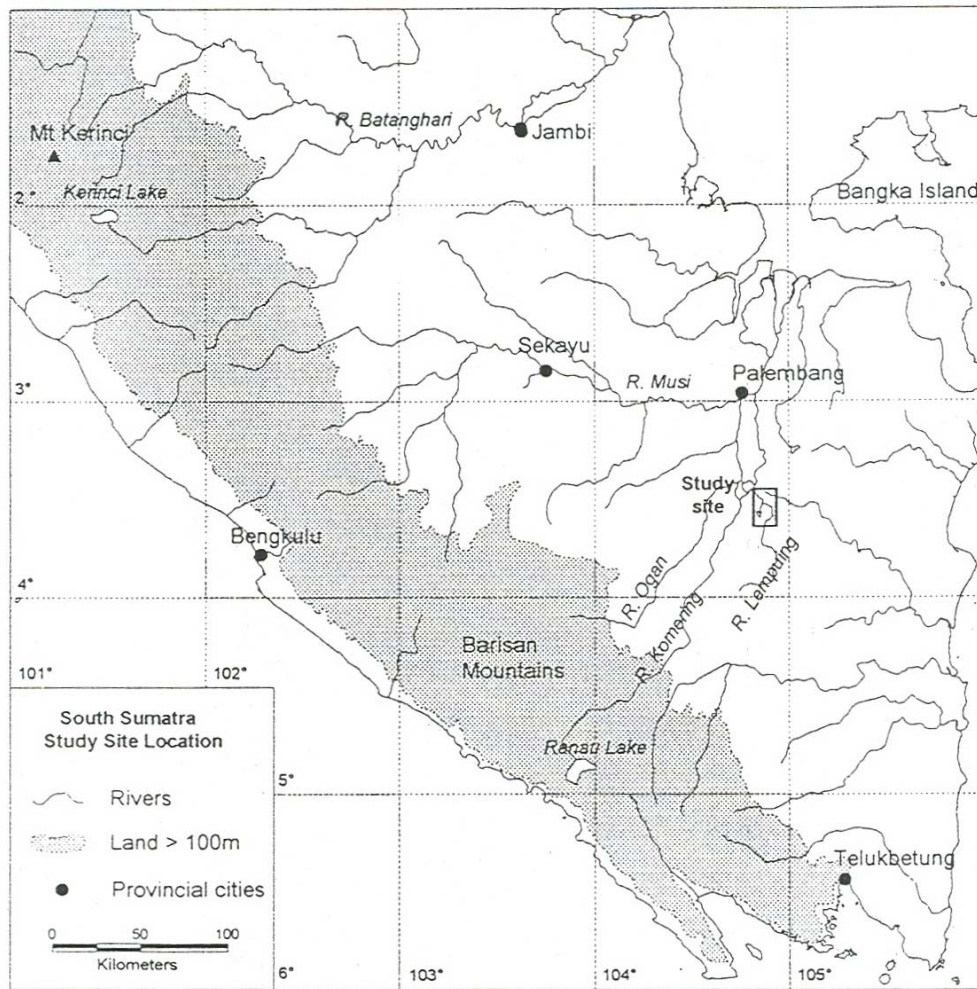 R. Batanghari
Jambi
Mt Kerinci
Kerinci Lake
Bangka Island
2°
Sekayu
R. Musi
Palembang
3°
Study
site
Bengkulu
R. Ogan
R. Komering
R. Lempuing
4°
Barisan
Mountains
101°
102°
South Sumatra
Study Site Location
Ranau Lake
Rivers
5°
Land > 100m
Telukbetung
Provincial cities
0 50 100
Kilometers
6°
103°
104°
105°